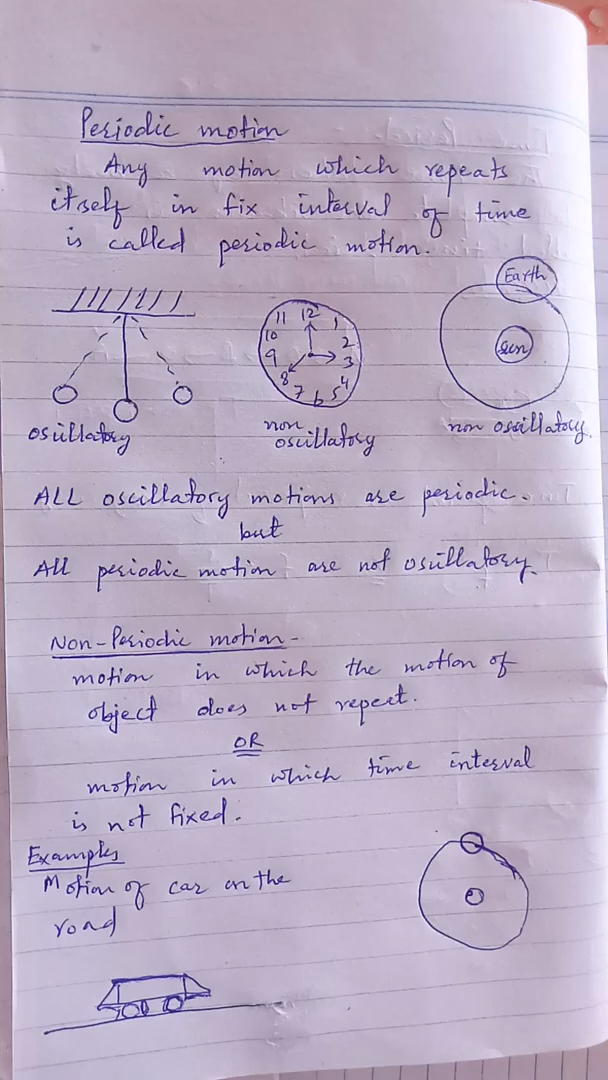 Periodic motion
Any motion which repeats
itself in fix interval of time
is called periodic motion.
Earth
Sun
11 12 1
10 2
9 3
8 4
7 6 5
oscillatory
non
oscillatory
non oscillatory
ALL oscillatory motions are periodic.
but
All periodic motion are not oscillatory.
Non-Periodic motion-
motion in which the motion of
object does not repeat.
OR
motion in which time interval
is not fixed.
Examples
Motion of car on the
road